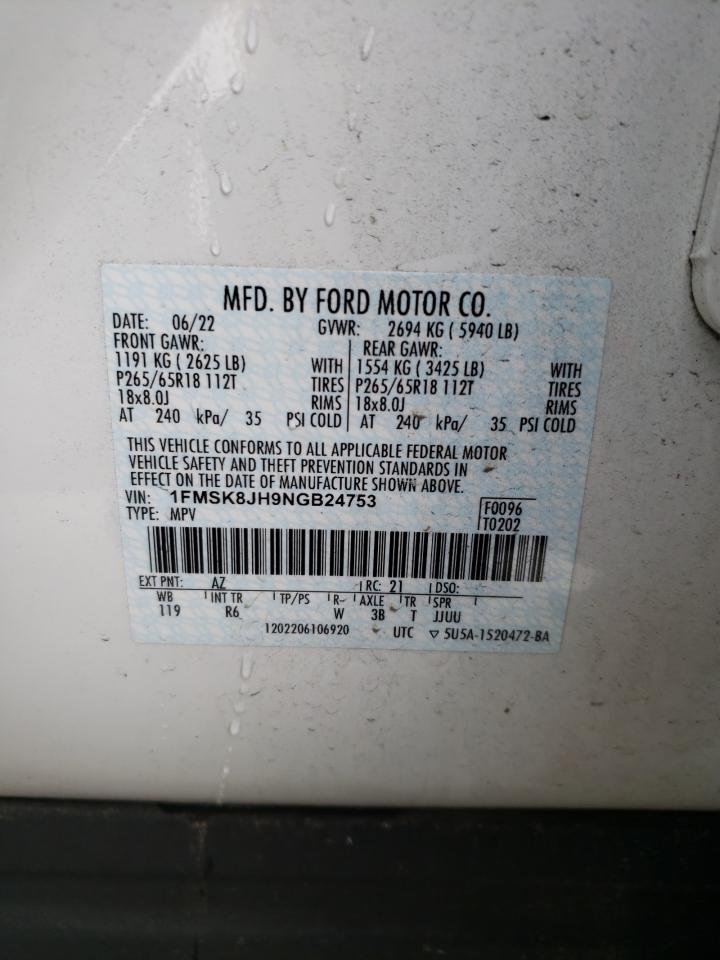 MFD. BY FORD MOTOR CO.
DATE: 06/22 GVWR: 2694 KG ( 5940 LB)
FRONT GAWR: REAR GAWR:
1191 KG ( 2625 LB) WITH 1554 KG ( 3425 LB) WITH
P265/65R18 112T TIRES P265/65R18 112T TIRES
18x8.0J RIMS 18x8.0J RIMS
AT 240 kPa/ 35 PSI COLD AT 240 kPa/ 35 PSI COLD
THIS VEHICLE CONFORMS TO ALL APPLICABLE FEDERAL MOTOR
VEHICLE SAFETY AND THEFT PREVENTION STANDARDS IN
EFFECT ON THE DATE OF MANUFACTURE SHOWN ABOVE.
VIN: 1FMSK8JH9NGB24753 F0096
TYPE: MPV T0202
EXT PNT: AZ RC: 21 DSO:
WB INT TR TP/PS R AXLE TR SPR
119 R6 W 3B T JJUU
1202206106920 UTC ▽ 5U5A-1520472-BA